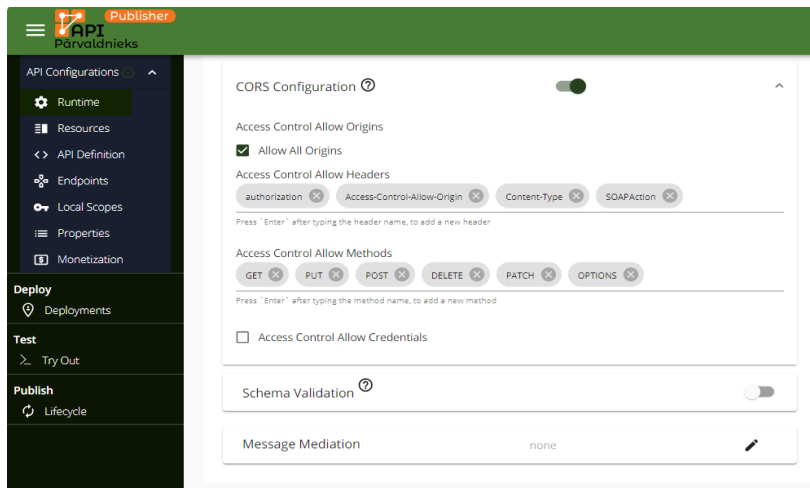 Publisher
API
Pārvaldnieks
API Configurations
Runtime
Resources
API Definition
Endpoints
Local Scopes
Properties
Monetization
Deploy
Deployments
Test
Try Out
Publish
Lifecycle
CORS Configuration
Access Control Allow Origins
Allow All Origins
Access Control Allow Headers
authorization Access-Control-Allow-Origin Content-Type SOAPAction
Press `Enter` after typing the header name, to add a new header
Access Control Allow Methods
GET PUT POST DELETE PATCH OPTIONS
Press `Enter` after typing the method name, to add a new method
Access Control Allow Credentials
Schema Validation
Message Mediation none